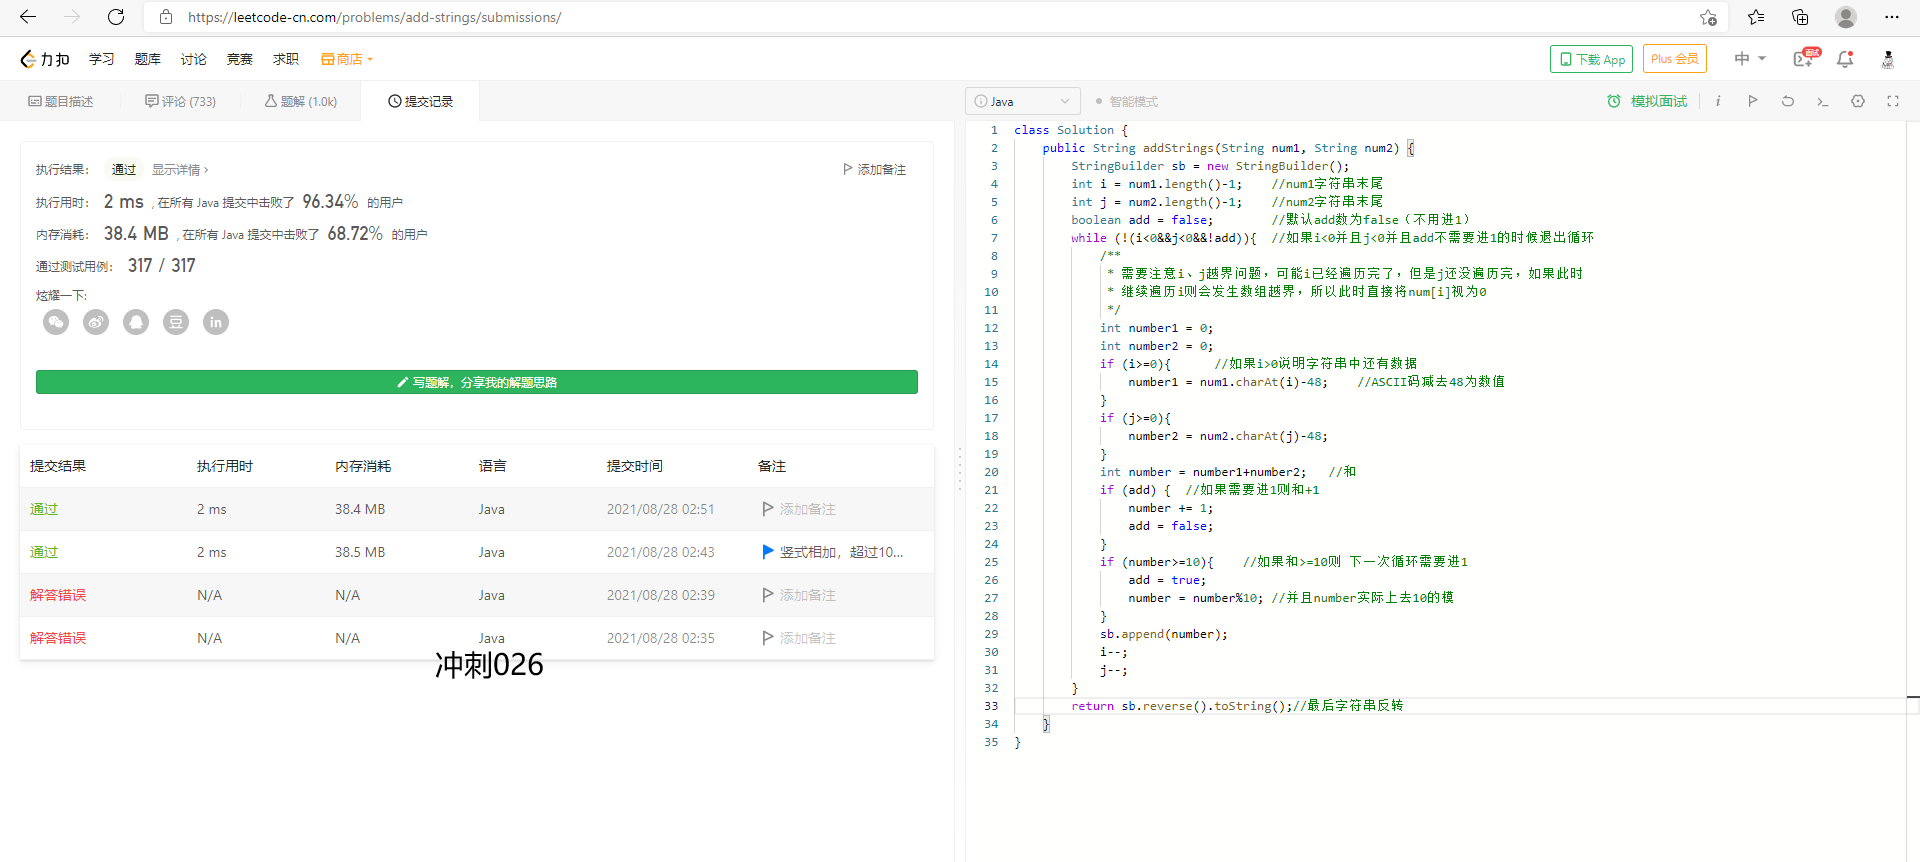 https://leetcode-cn.com/problems/add-strings/submissions/
力扣 学习 题库 讨论 竞赛 求职 商店 下载 App Plus 会员 中 面试
题目描述 评论 (733) 题解 (1.0k) 提交记录 Java 智能模式 模拟面试 i
执行结果： 通过 显示详情 › 添加备注
执行用时： 2 ms , 在所有 Java 提交中击败了 96.34% 的用户
内存消耗： 38.4 MB , 在所有 Java 提交中击败了 68.72% 的用户
通过测试用例： 317 / 317
炫耀一下:
豆 in
写题解，分享我的解题思路
提交结果 执行用时 内存消耗 语言 提交时间 备注
通过 2 ms 38.4 MB Java 2021/08/28 02:51 添加备注
通过 2 ms 38.5 MB Java 2021/08/28 02:43 竖式相加，超过10...
解答错误 N/A N/A Java 2021/08/28 02:39 添加备注
解答错误 N/A N/A Java 2021/08/28 02:35 添加备注
冲刺026
1 class Solution {
2 public String addStrings(String num1, String num2) {
3 StringBuilder sb = new StringBuilder();
4 int i = num1.length()-1; //num1字符串末尾
5 int j = num2.length()-1; //num2字符串末尾
6 boolean add = false; //默认add数为false（不用进1）
7 while (!(i<0&&j<0&&!add)){ //如果i<0并且j<0并且add不需要进1的时候退出循环
8 /**
9 * 需要注意i、j越界问题，可能i已经遍历完了，但是j还没遍历完，如果此时
10 * 继续遍历i则会发生数组越界，所以此时直接将num[i]视为0
11 */
12 int number1 = 0;
13 int number2 = 0;
14 if (i>=0){ //如果i>0说明字符串中还有数据
15 number1 = num1.charAt(i)-48; //ASCII码减去48为数值
16 }
17 if (j>=0){
18 number2 = num2.charAt(j)-48;
19 }
20 int number = number1+number2; //和
21 if (add) { //如果需要进1则和+1
22 number += 1;
23 add = false;
24 }
25 if (number>=10){ //如果和>=10则 下一次循环需要进1
26 add = true;
27 number = number%10; //并且number实际上去10的模
28 }
29 sb.append(number);
30 i--;
31 j--;
32 }
33 return sb.reverse().toString();//最后字符串反转
34 }
35 }